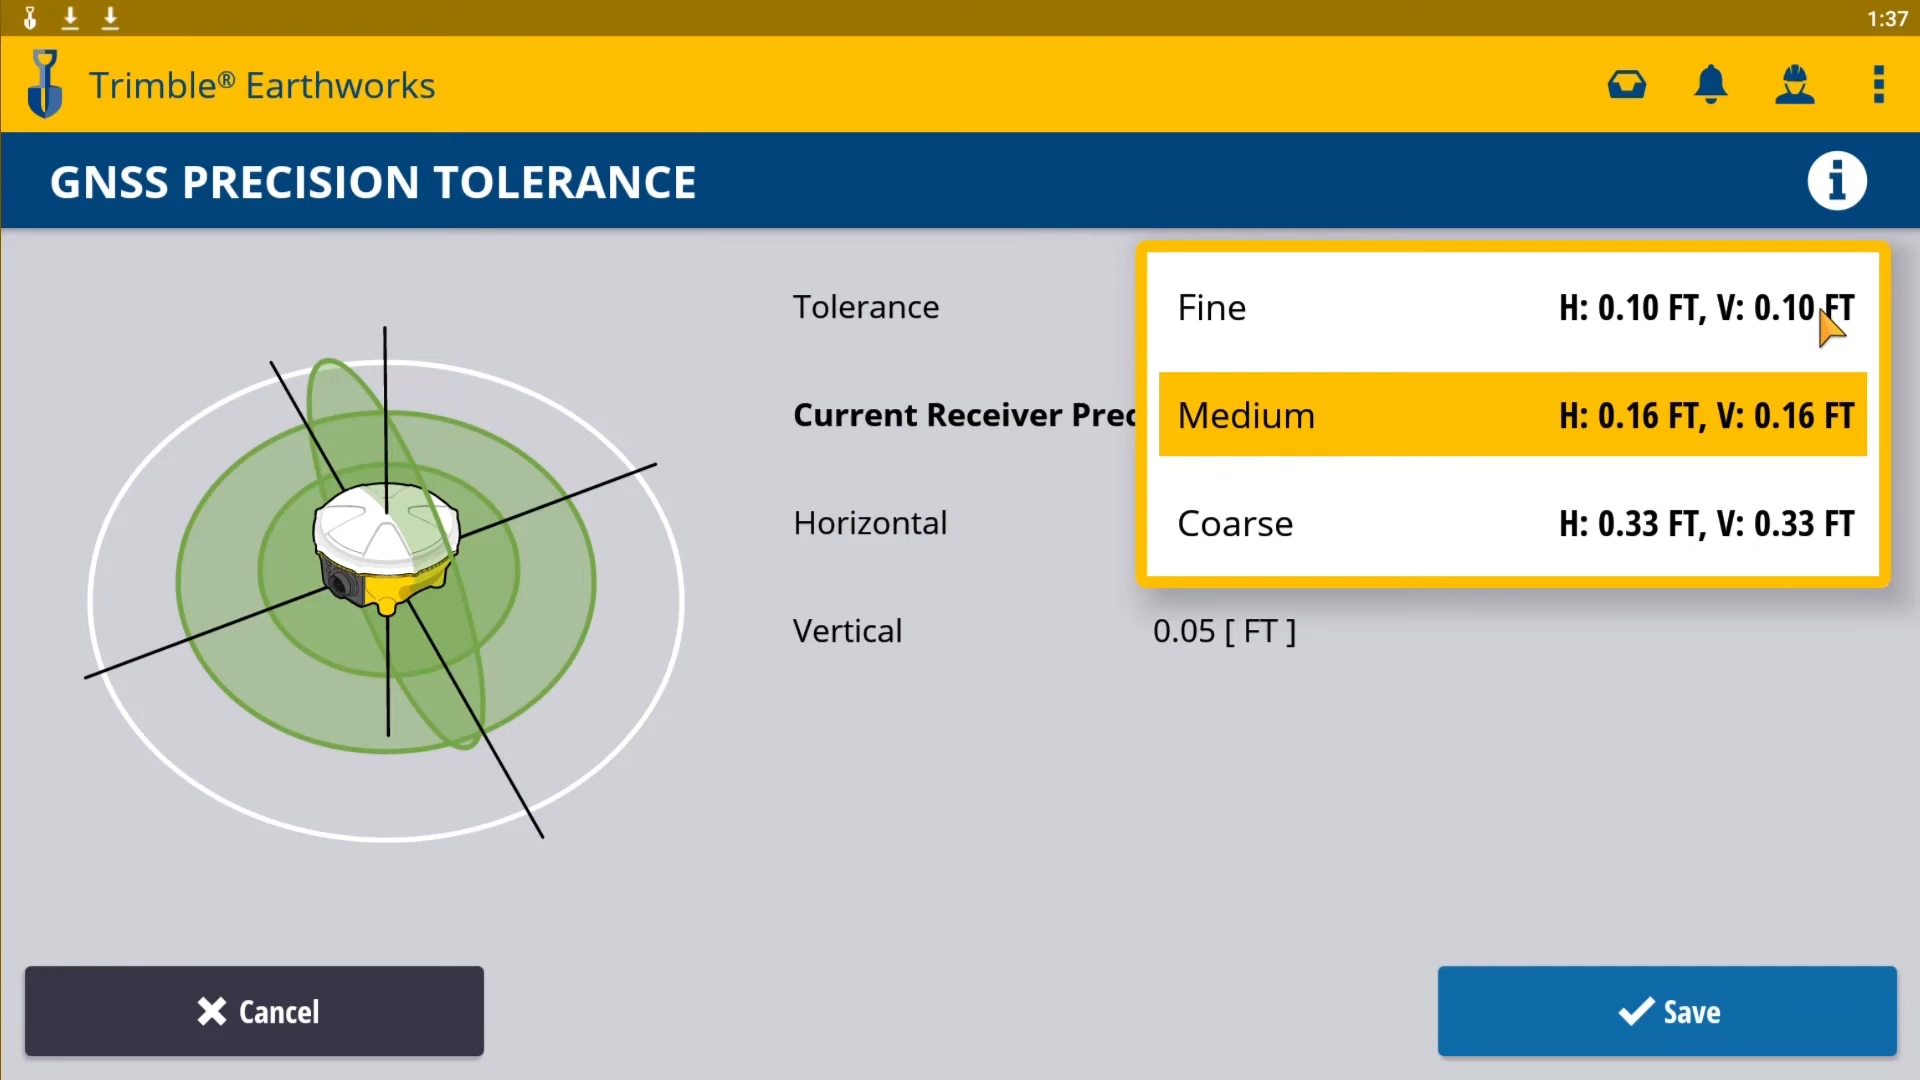 1:37
Trimble® Earthworks
GNSS PRECISION TOLERANCE
Tolerance
Fine H: 0.10 FT, V: 0.10 FT
Current Receiver Prec
Medium H: 0.16 FT, V: 0.16 FT
Horizontal
Coarse H: 0.33 FT, V: 0.33 FT
Vertical 0.05 [ FT ]
Cancel
Save